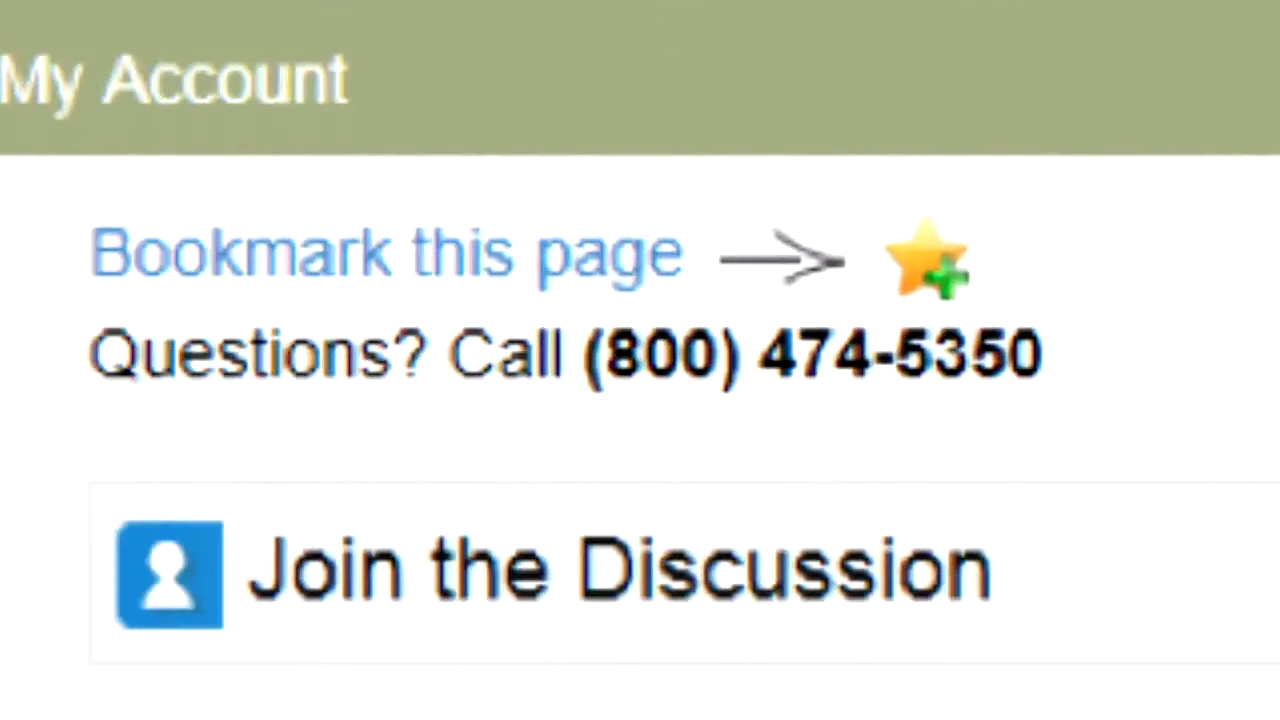 My Account
Bookmark this page
Questions? Call (800) 474-5350
Join the Discussion